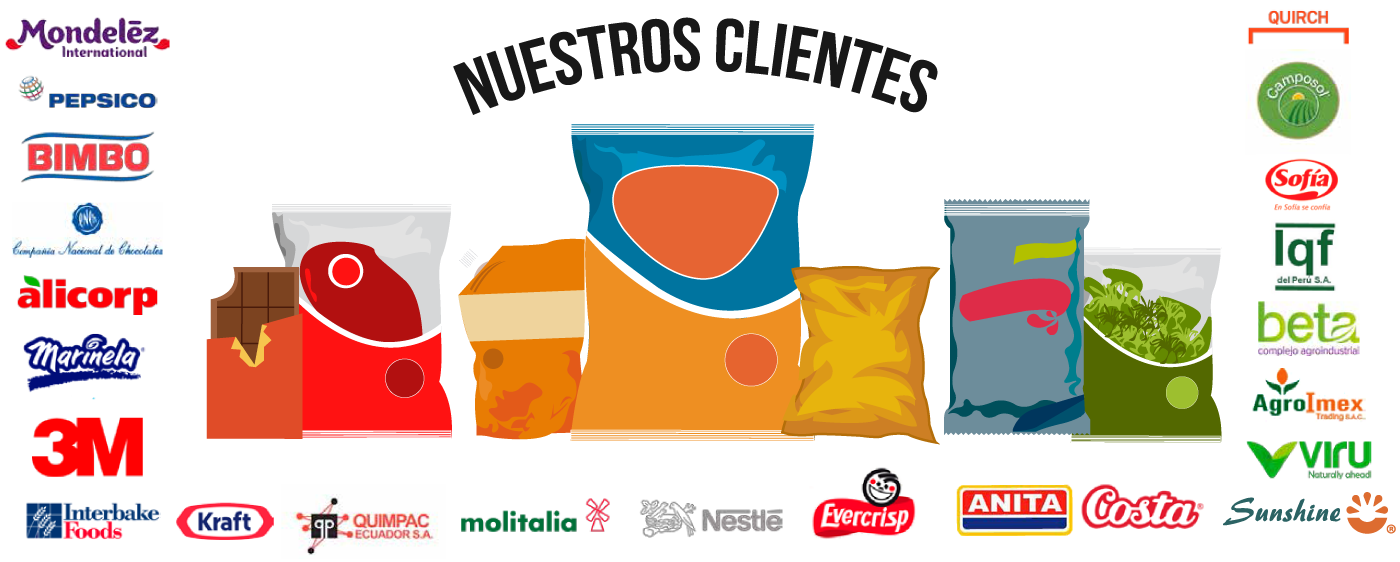 NUESTROS CLIENTES
Mondelēz
International
PEPSICO
BIMBO
Compañia Nacional de Chocolates
alicorp
Marinela
3M
Interbake
Foods
Kraft
QUIMPAC
ECUADOR S.A.
molitalia
Nestlé
Evercrisp
ANITA
Costa
Sunshine
QUIRCH
Camposol
Sofía
En Sofía se confía
Iqf
del Perú S.A.
beta
complejo agroindustrial
AgroImex
Trading S.A.C.
VIRU
Naturally ahead!